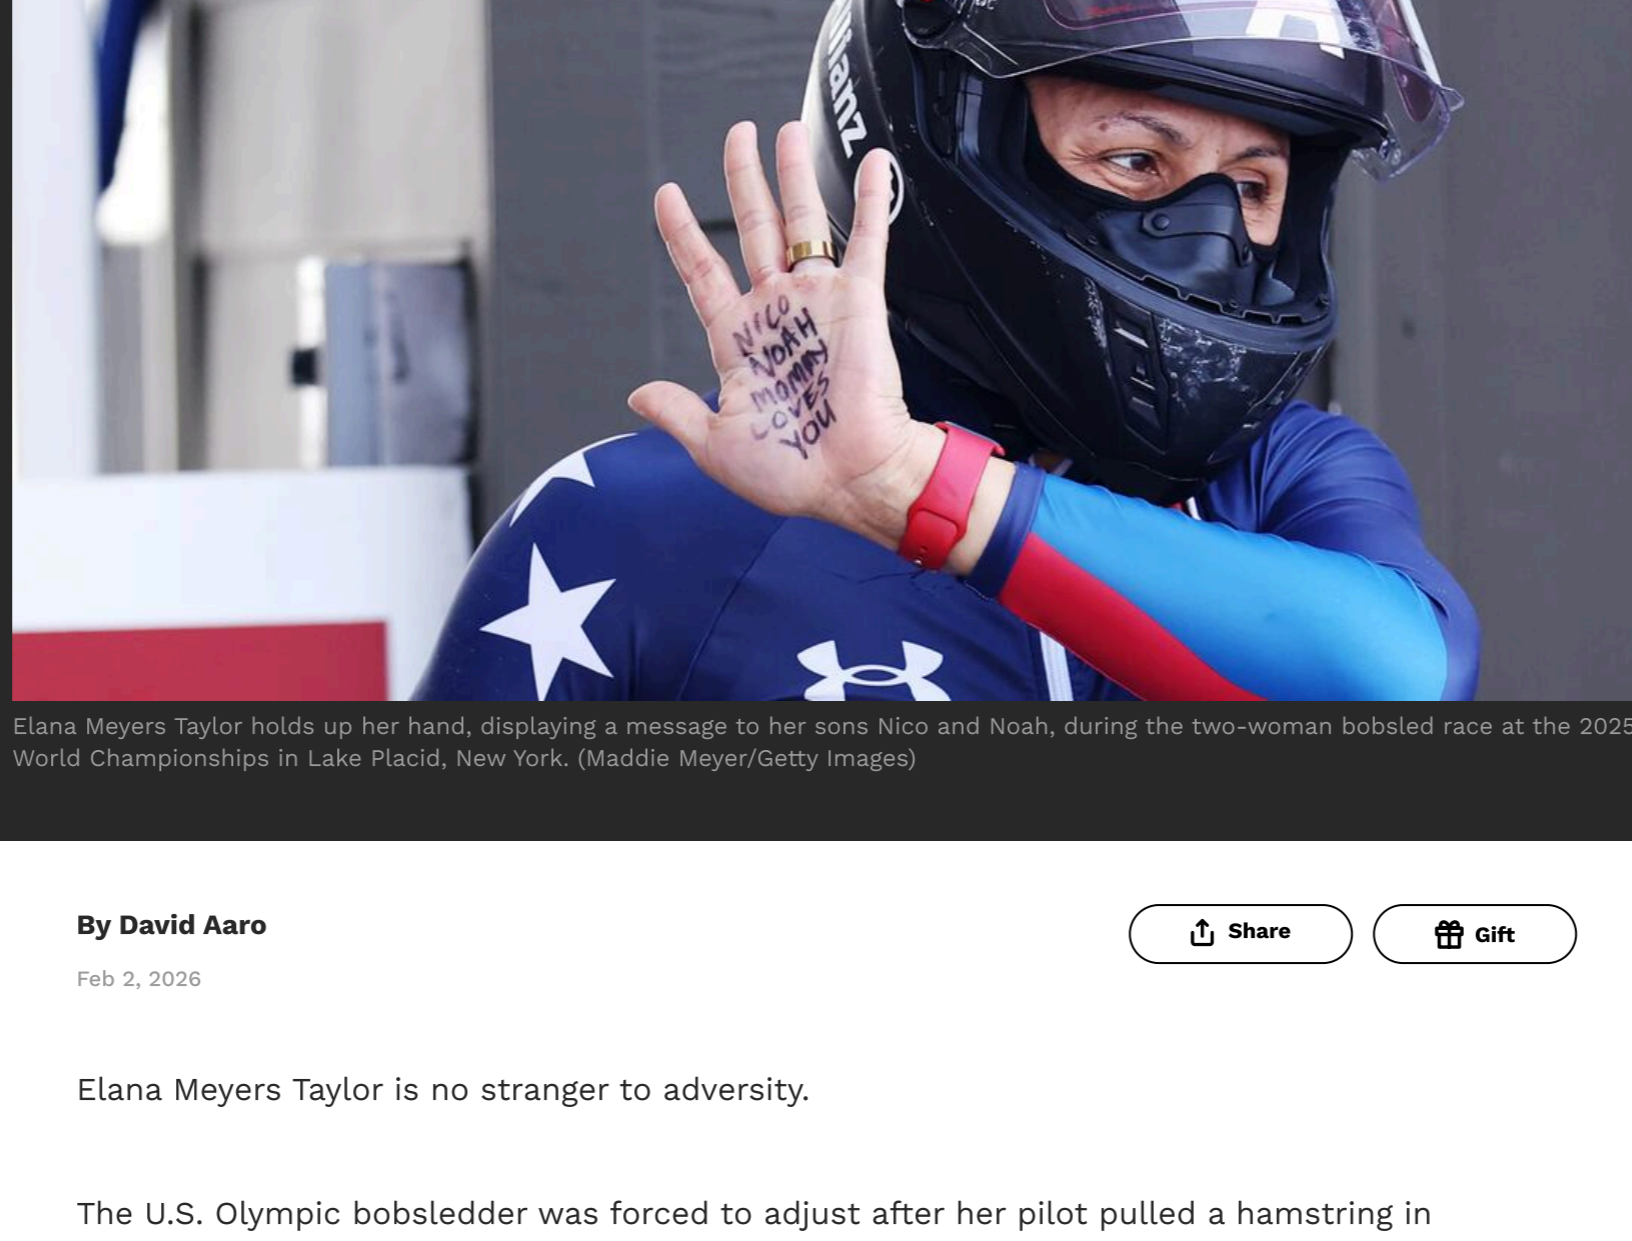 Allianz
NICO
NOAH
MOMMY
LOVES
YOU
Elana Meyers Taylor holds up her hand, displaying a message to her sons Nico and Noah, during the two-woman bobsled race at the 2025
World Championships in Lake Placid, New York. (Maddie Meyer/Getty Images)
By David Aaro
Share
Gift
Feb 2, 2026
Elana Meyers Taylor is no stranger to adversity.
The U.S. Olympic bobsledder was forced to adjust after her pilot pulled a hamstring in